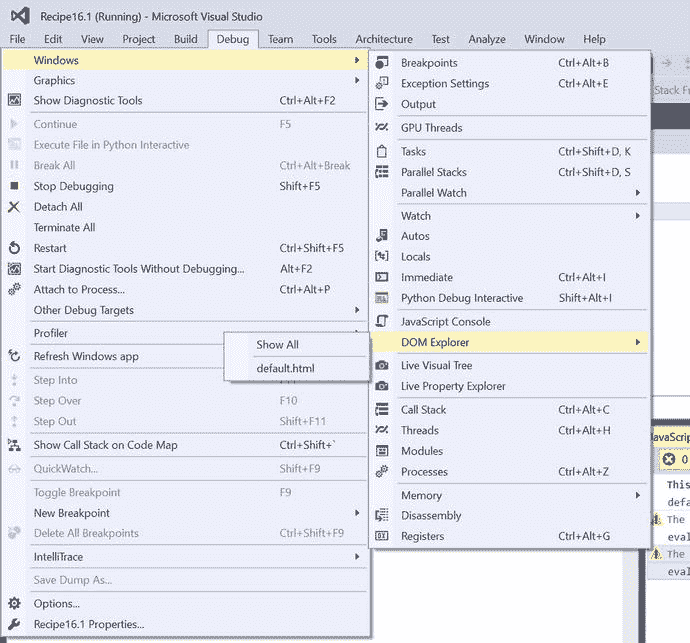 Recipe16.1 (Running) - Microsoft Visual Studio
File Edit View Project Build Debug Team Tools Architecture Test Analyze Window Help
Windows
Graphics
Show Diagnostic Tools Ctrl+Alt+F2
Continue F5
Execute File in Python Interactive
Break All Ctrl+Alt+Break
Stop Debugging Shift+F5
Detach All
Terminate All
Restart Ctrl+Shift+F5
Start Diagnostic Tools Without Debugging... Alt+F2
Attach to Process... Ctrl+Alt+P
Other Debug Targets
Profiler
Refresh Windows app
Step Into
Step Over F10
Step Out Shift+F11
Show Call Stack on Code Map Ctrl+Shift+`
QuickWatch... Shift+F9
Toggle Breakpoint F9
New Breakpoint
Delete All Breakpoints Ctrl+Shift+F9
IntelliTrace
Save Dump As...
Options...
Recipe16.1 Properties...
Show All
default.html
Breakpoints Ctrl+Alt+B
Exception Settings Ctrl+Alt+E
Output
GPU Threads
Tasks Ctrl+Shift+D, K
Parallel Stacks Ctrl+Shift+D, S
Parallel Watch
Watch
Autos
Locals
Immediate Ctrl+Alt+I
Python Debug Interactive Shift+Alt+I
JavaScript Console
DOM Explorer
Live Visual Tree
Live Property Explorer
Call Stack Ctrl+Alt+C
Threads Ctrl+Alt+H
Modules
Processes Ctrl+Alt+Z
Memory
Disassembly
Registers Ctrl+Alt+G
Stack Fr
JavaScrip
0
This
defa
The
eval
The
eval